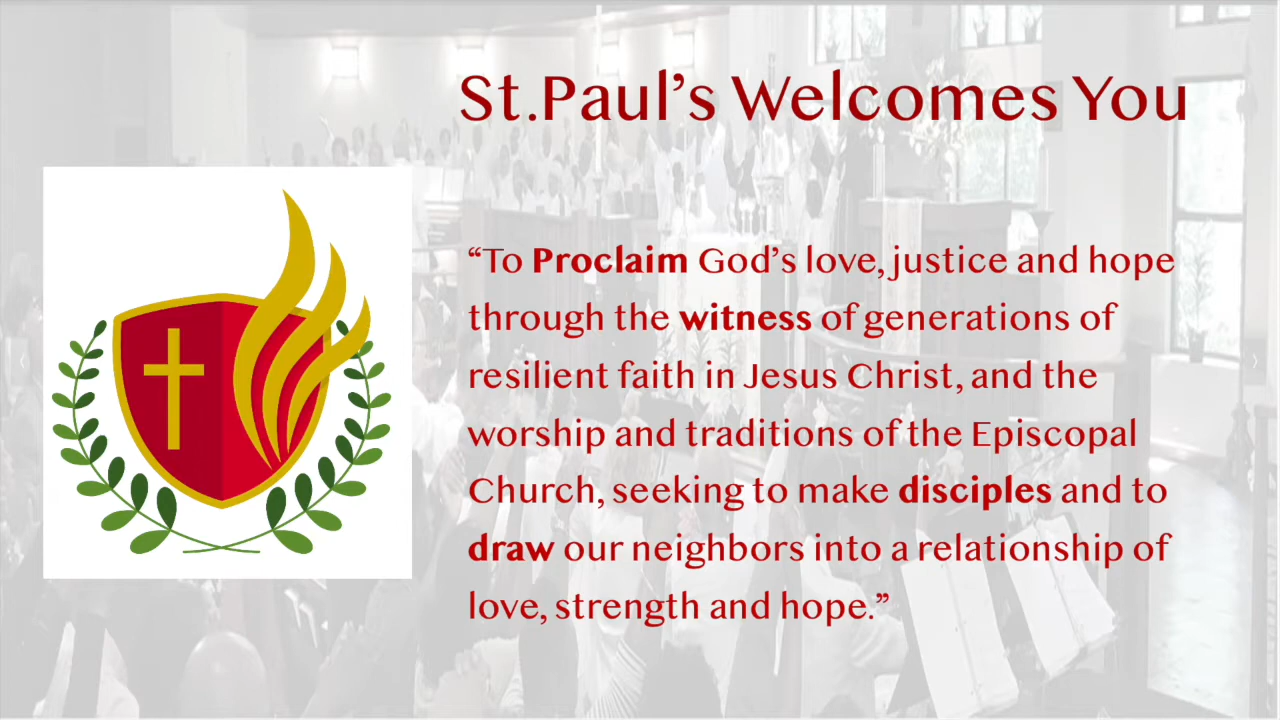 St.Paul’s Welcomes You
“To Proclaim God’s love, justice and hope
through the witness of generations of
resilient faith in Jesus Christ, and the
worship and traditions of the Episcopal
Church, seeking to make disciples and to
draw our neighbors into a relationship of
love, strength and hope.”